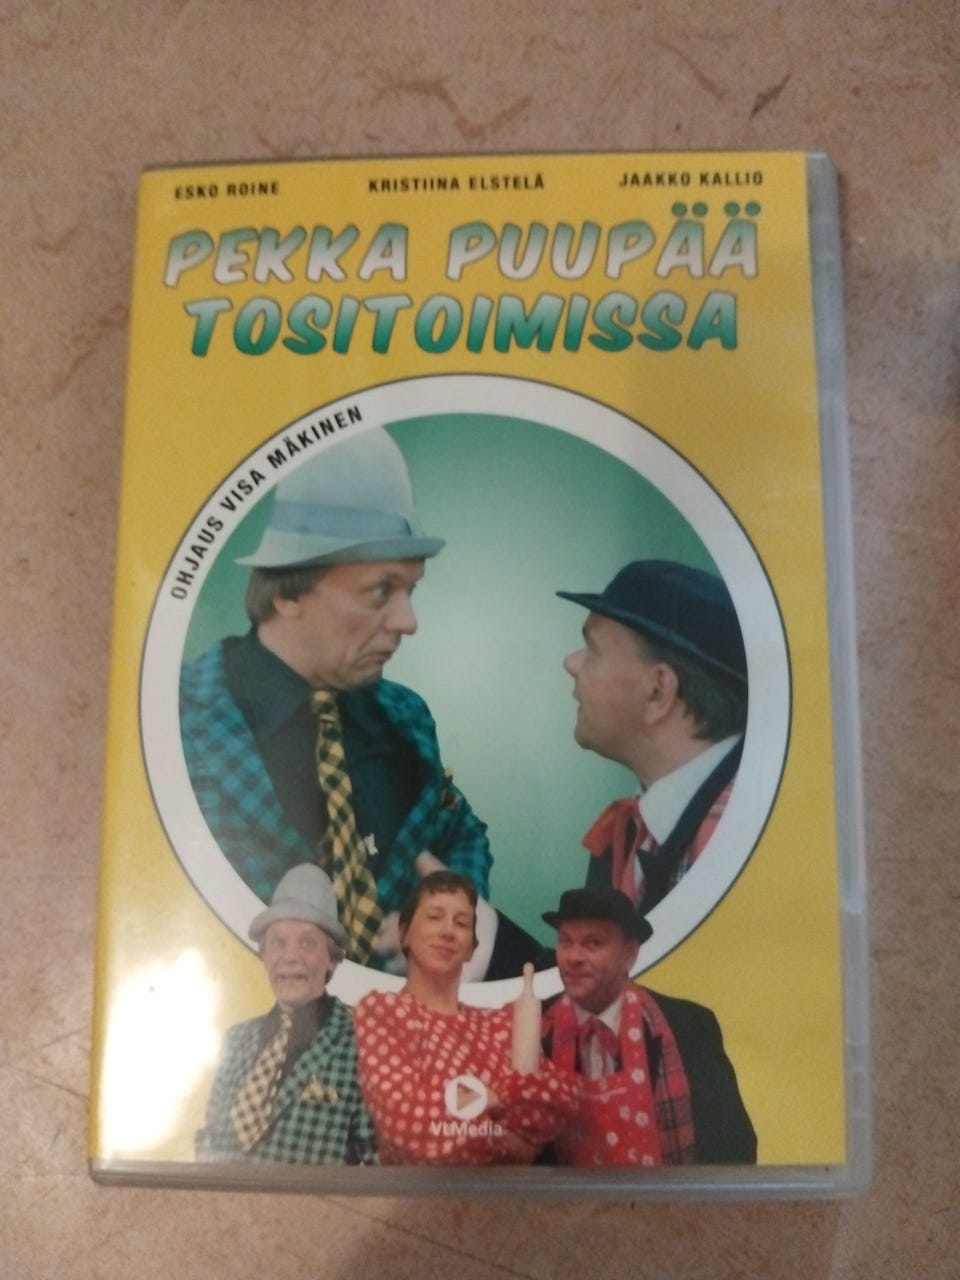 ESKO ROINE KRISTIINA ELSTELÄ JAAKKO KALLIO
PEKKA PUUPÄÄ
TOSITOIMISSA
OHJAUS VISA MÄKINEN
VLMedia